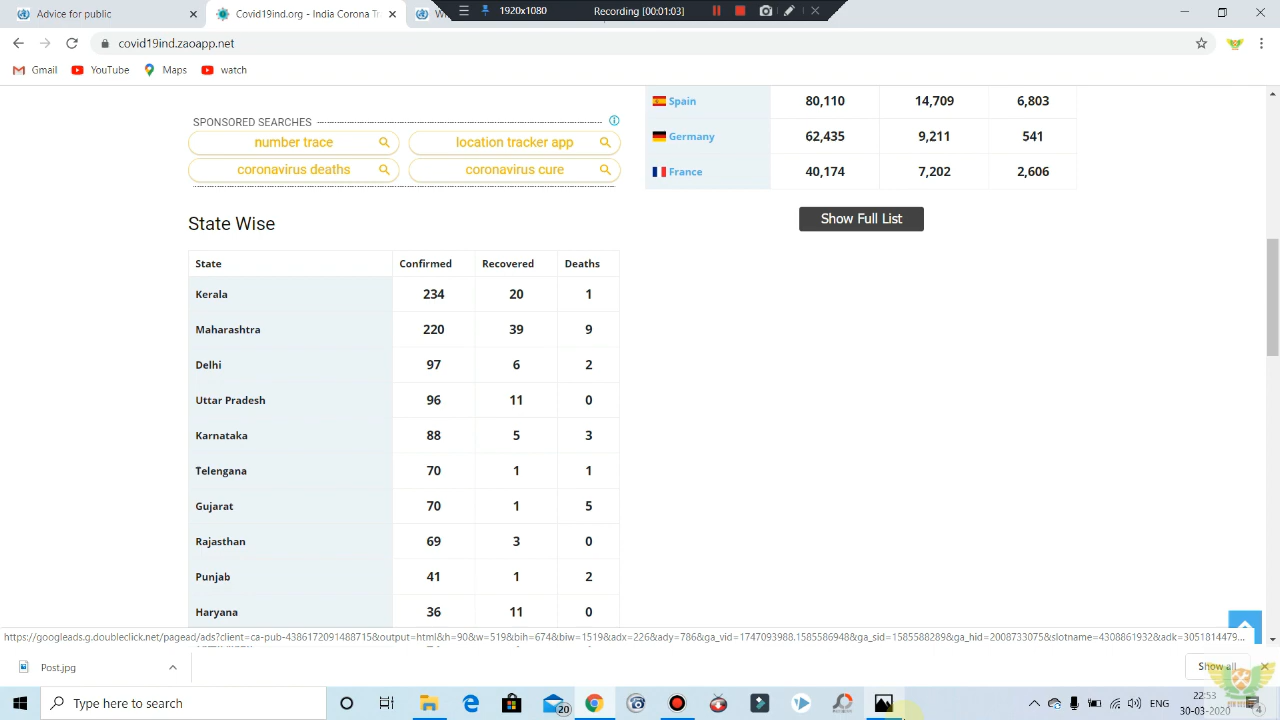 Advice for public
Covid19ind.org - India Corona Tr
1920x1080
Recording [00:01:03]
covid19ind.zaoapp.net
Gmail
YouTube
Maps
watch
SPONSORED SEARCHES
number trace
location tracker app
coronavirus deaths
coronavirus cure
Spain 80,110 14,709 6,803
Germany 62,435 9,211 541
France 40,174 7,202 2,606
Show Full List
State Wise
State Confirmed Recovered Deaths
Kerala 234 20 1
Maharashtra 220 39 9
Delhi 97 6 2
Uttar Pradesh 96 11 0
Karnataka 88 5 3
Telengana 70 1 1
Gujarat 70 1 5
Rajasthan 69 3 0
Punjab 41 1 2
Haryana 36 11 0
Post.jpg
Show all
Type here to search
20
ENG
22:53
30-03-2020
4